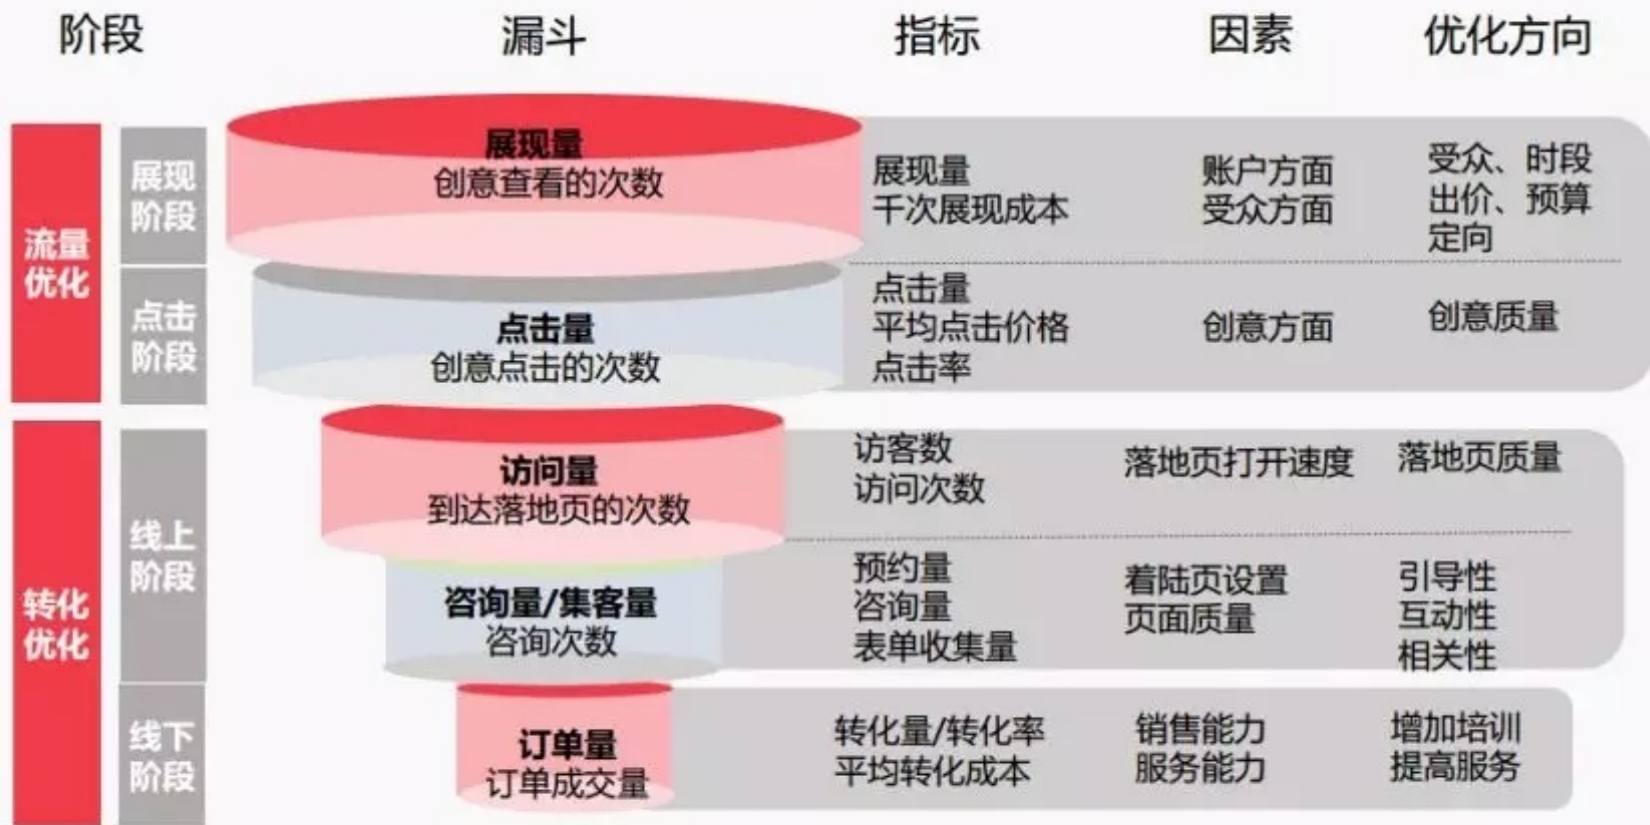 阶段 漏斗 指标 因素 优化方向
流量
优化
展现
阶段
展现量
创意查看的次数
展现量
千次展现成本
账户方面
受众方面
受众、时段
出价、预算
定向
点击
阶段
点击量
创意点击的次数
点击量
平均点击价格
点击率
创意方面
创意质量
转化
优化
线上
阶段
访问量
到达落地页的次数
访客数
访问次数
落地页打开速度
落地页质量
咨询量/集客量
咨询次数
预约量
咨询量
表单收集量
着陆页设置
页面质量
引导性
互动性
相关性
线下
阶段
订单量
订单成交量
转化量/转化率
平均转化成本
销售能力
服务能力
增加培训
提高服务